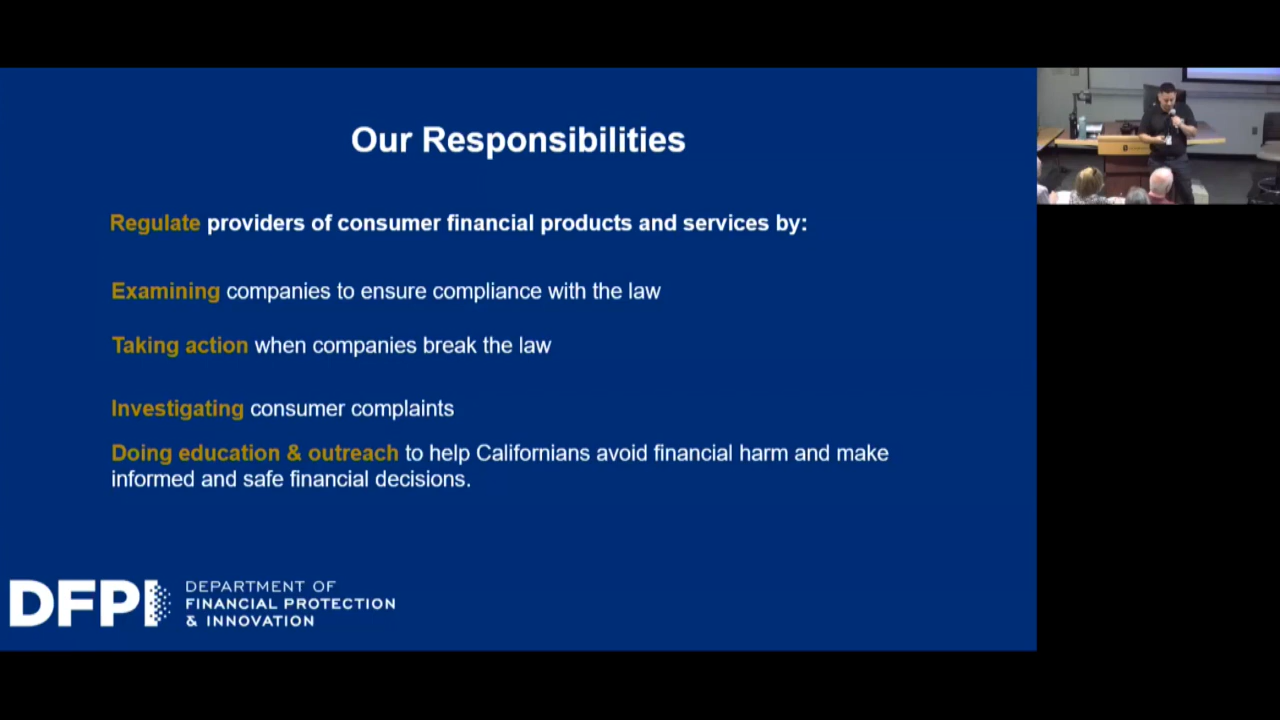 Our Responsibilities
Regulate providers of consumer financial products and services by:
Examining companies to ensure compliance with the law
Taking action when companies break the law
Investigating consumer complaints
Doing education & outreach to help Californians avoid financial harm and make
informed and safe financial decisions.
DFPI
DEPARTMENT OF
FINANCIAL PROTECTION
& INNOVATION